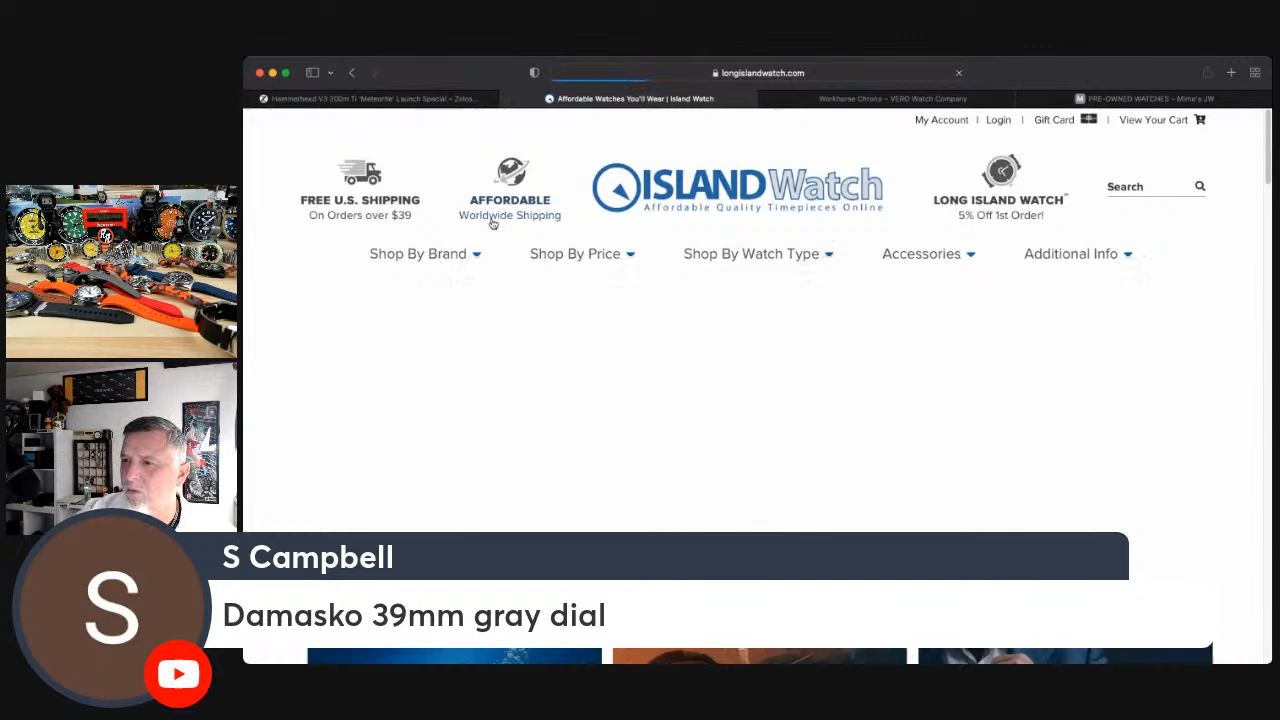 longislandwatch.com
Hammerhead V3 300m Ti 'Meteorite' Launch Special – Zelos...
Affordable Watches You'll Wear | Island Watch
Workhorse Chrono – VERO Watch Company
M PRE-OWNED WATCHES – Mimo's JW
My Account | Login | Gift Card | View Your Cart
FREE U.S. SHIPPING
On Orders over $39
AFFORDABLE
Worldwide Shipping
ISLAND Watch
Affordable Quality Timepieces Online
LONG ISLAND WATCH™
5% Off 1st Order!
Search
Shop By Brand
Shop By Price
Shop By Watch Type
Accessories
Additional Info
S
S Campbell
Damasko 39mm gray dial